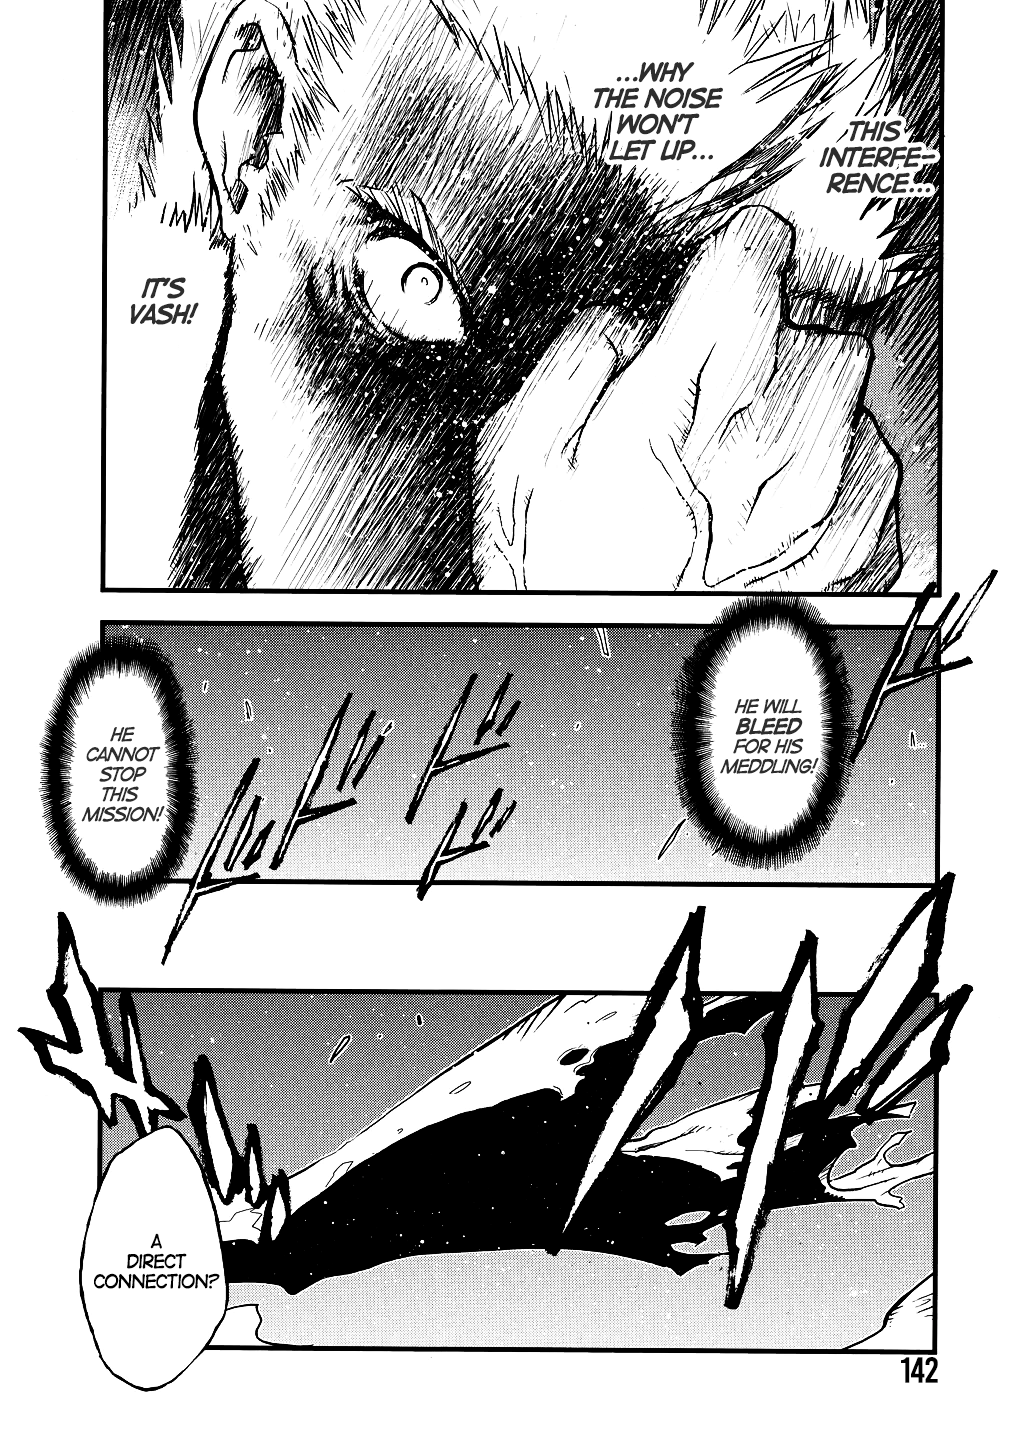 THIS
INTERFE-
RENCE...
...WHY
THE NOISE
WON'T
LET UP...
IT'S
VASH!
HE WILL
BLEED
FOR HIS
MEDDLING!
HE
CANNOT
STOP
THIS
MISSION!
A
DIRECT
CONNECTION?
142